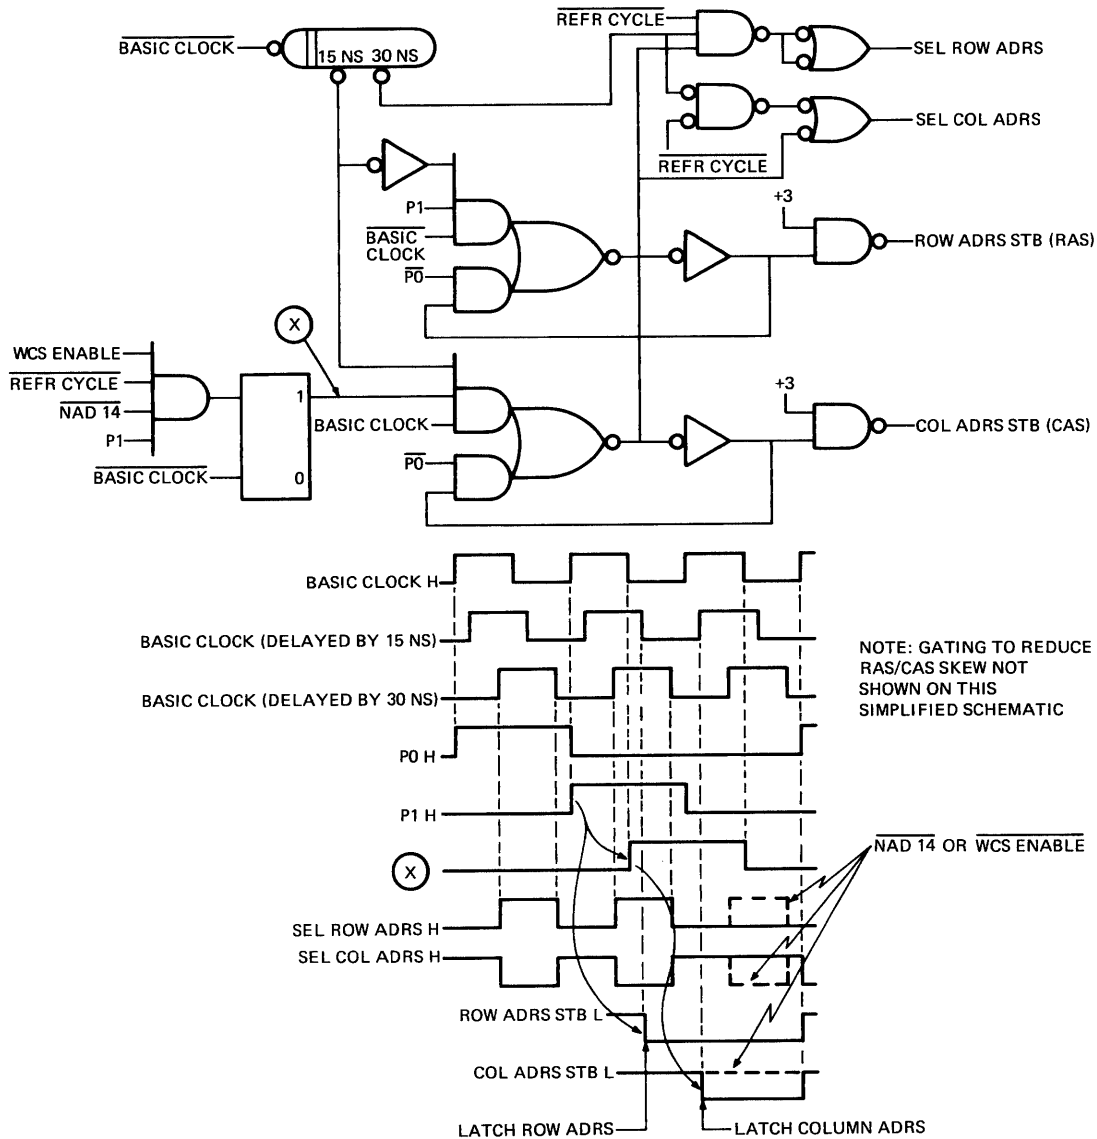 REFR CYCLE
BASIC CLOCK
15 NS 30 NS
SEL ROW ADRS
SEL COL ADRS
REFR CYCLE
+3
P1
BASIC
CLOCK
P0
ROW ADRS STB (RAS)
X
WCS ENABLE
REFR CYCLE
NAD 14
P1
BASIC CLOCK
1
0
BASIC CLOCK
P0
+3
COL ADRS STB (CAS)
BASIC CLOCK H
BASIC CLOCK (DELAYED BY 15 NS)
BASIC CLOCK (DELAYED BY 30 NS)
NOTE: GATING TO REDUCE
RAS/CAS SKEW NOT
SHOWN ON THIS
SIMPLIFIED SCHEMATIC
P0 H
P1 H
X
NAD 14 OR WCS ENABLE
SEL ROW ADRS H
SEL COL ADRS H
ROW ADRS STB L
COL ADRS STB L
LATCH ROW ADRS
LATCH COLUMN ADRS